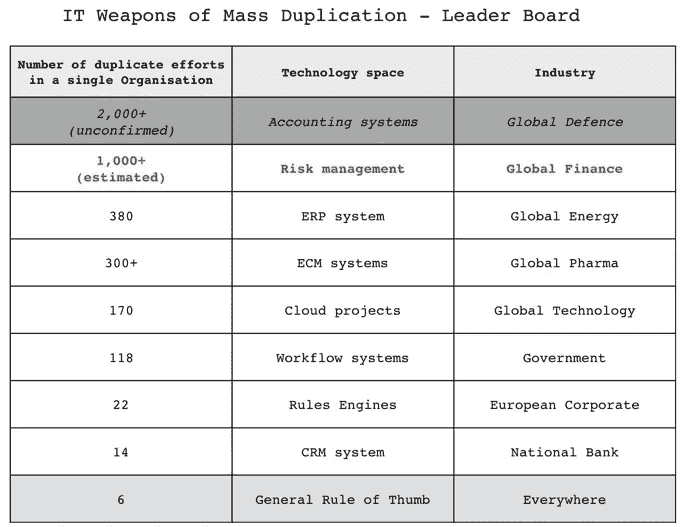 IT Weapons of Mass Duplication – Leader Board
Number of duplicate efforts
in a single Organisation
Technology space
Industry
2,000+
(unconfirmed)
Accounting systems
Global Defence
1,000+
(estimated)
Risk management
Global Finance
380
ERP system
Global Energy
300+
ECM systems
Global Pharma
170
Cloud projects
Global Technology
118
Workflow systems
Government
22
Rules Engines
European Corporate
14
CRM system
National Bank
6
General Rule of Thumb
Everywhere